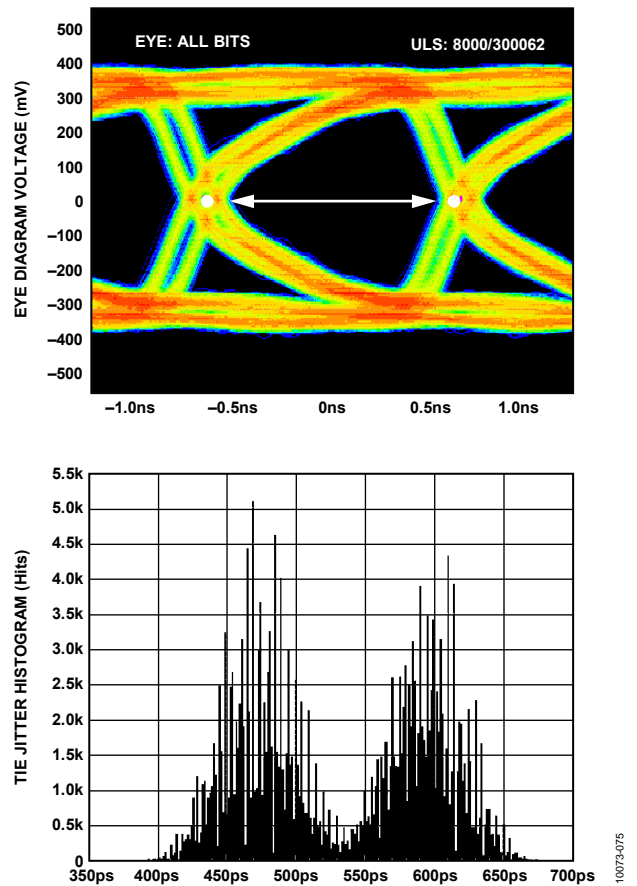 EYE: ALL BITS
ULS: 8000/300062
EYE DIAGRAM VOLTAGE (mV)
500
400
300
200
100
0
–100
–200
–300
–400
–500
–1.0ns –0.5ns 0ns 0.5ns 1.0ns
TIE JITTER HISTOGRAM (Hits)
5.5k
5.0k
4.5k
4.0k
3.5k
3.0k
2.5k
2.0k
1.5k
1.0k
0.5k
0
350ps 400ps 450ps 500ps 550ps 600ps 650ps 700ps
10073-075